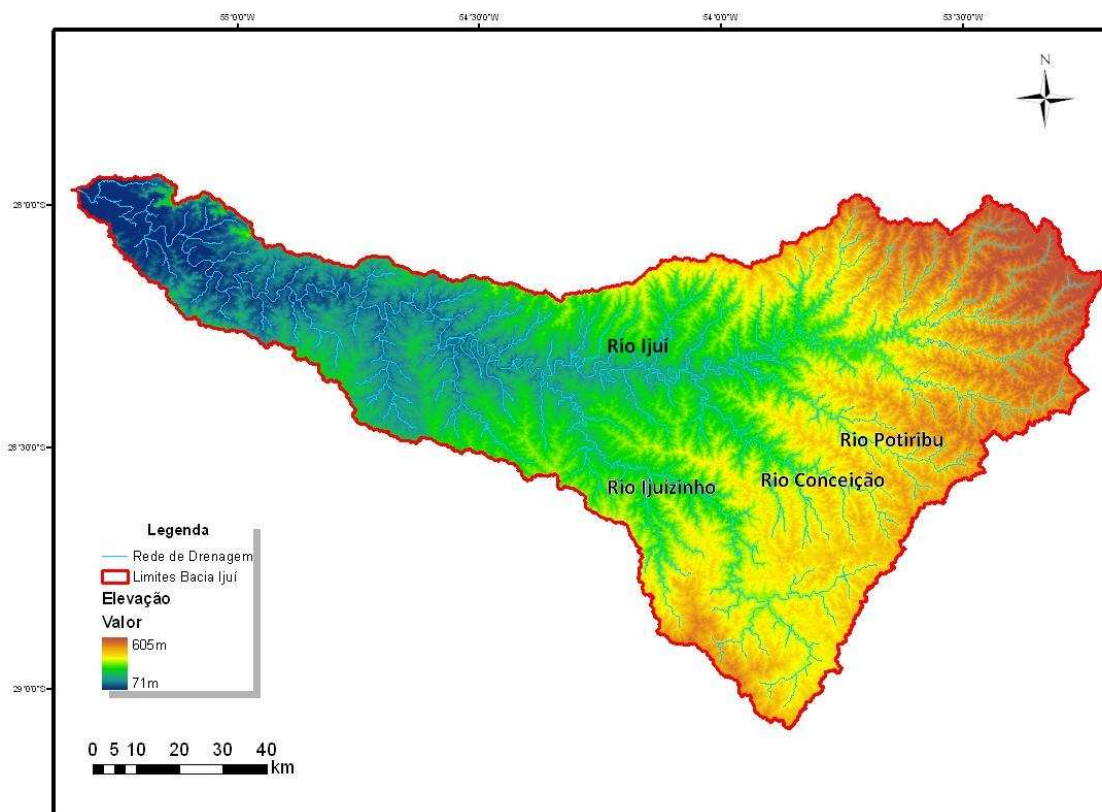 55°0'0"W 54°30'0"W 54°0'0"W 53°30'0"W
N
28°0'0"S
Rio Ijuí
Rio Potiribu
28°30'0"S
Rio Conceição
Rio Ijuizinho
Legenda
Rede de Drenagem
Limites Bacia Ijuí
Elevação
Valor
605m
71m
29°0'0"S
0 5 10 20 30 40
km